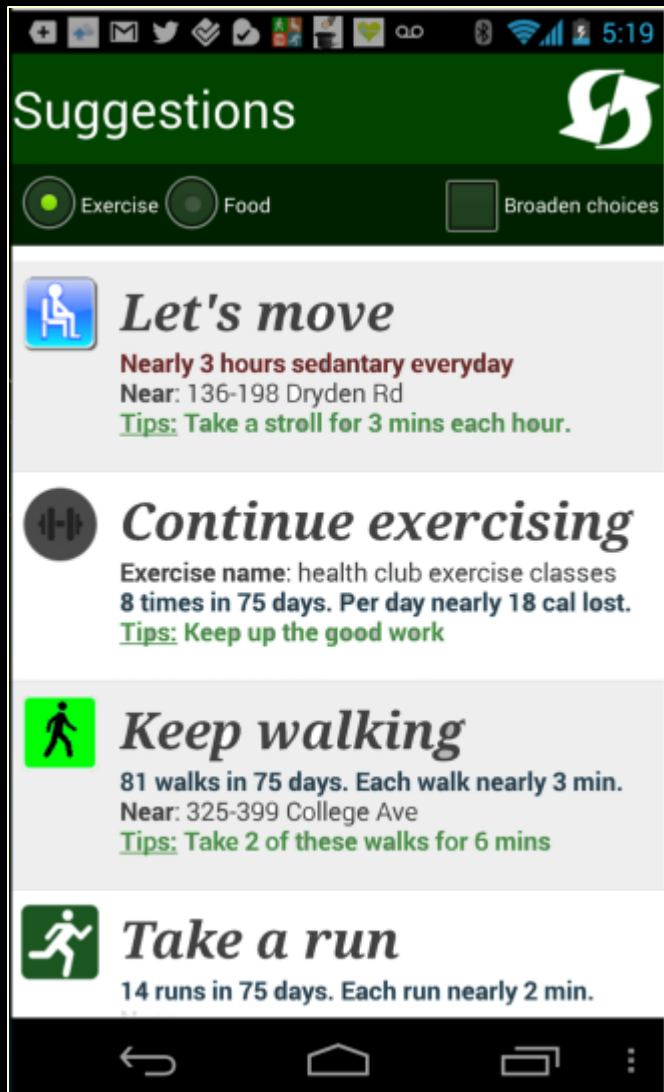 5:19
Suggestions
Exercise Food Broaden choices
Let's move
Nearly 3 hours sedantary everyday
Near: 136-198 Dryden Rd
Tips: Take a stroll for 3 mins each hour.
Continue exercising
Exercise name: health club exercise classes
8 times in 75 days. Per day nearly 18 cal lost.
Tips: Keep up the good work
Keep walking
81 walks in 75 days. Each walk nearly 3 min.
Near: 325-399 College Ave
Tips: Take 2 of these walks for 6 mins
Take a run
14 runs in 75 days. Each run nearly 2 min.